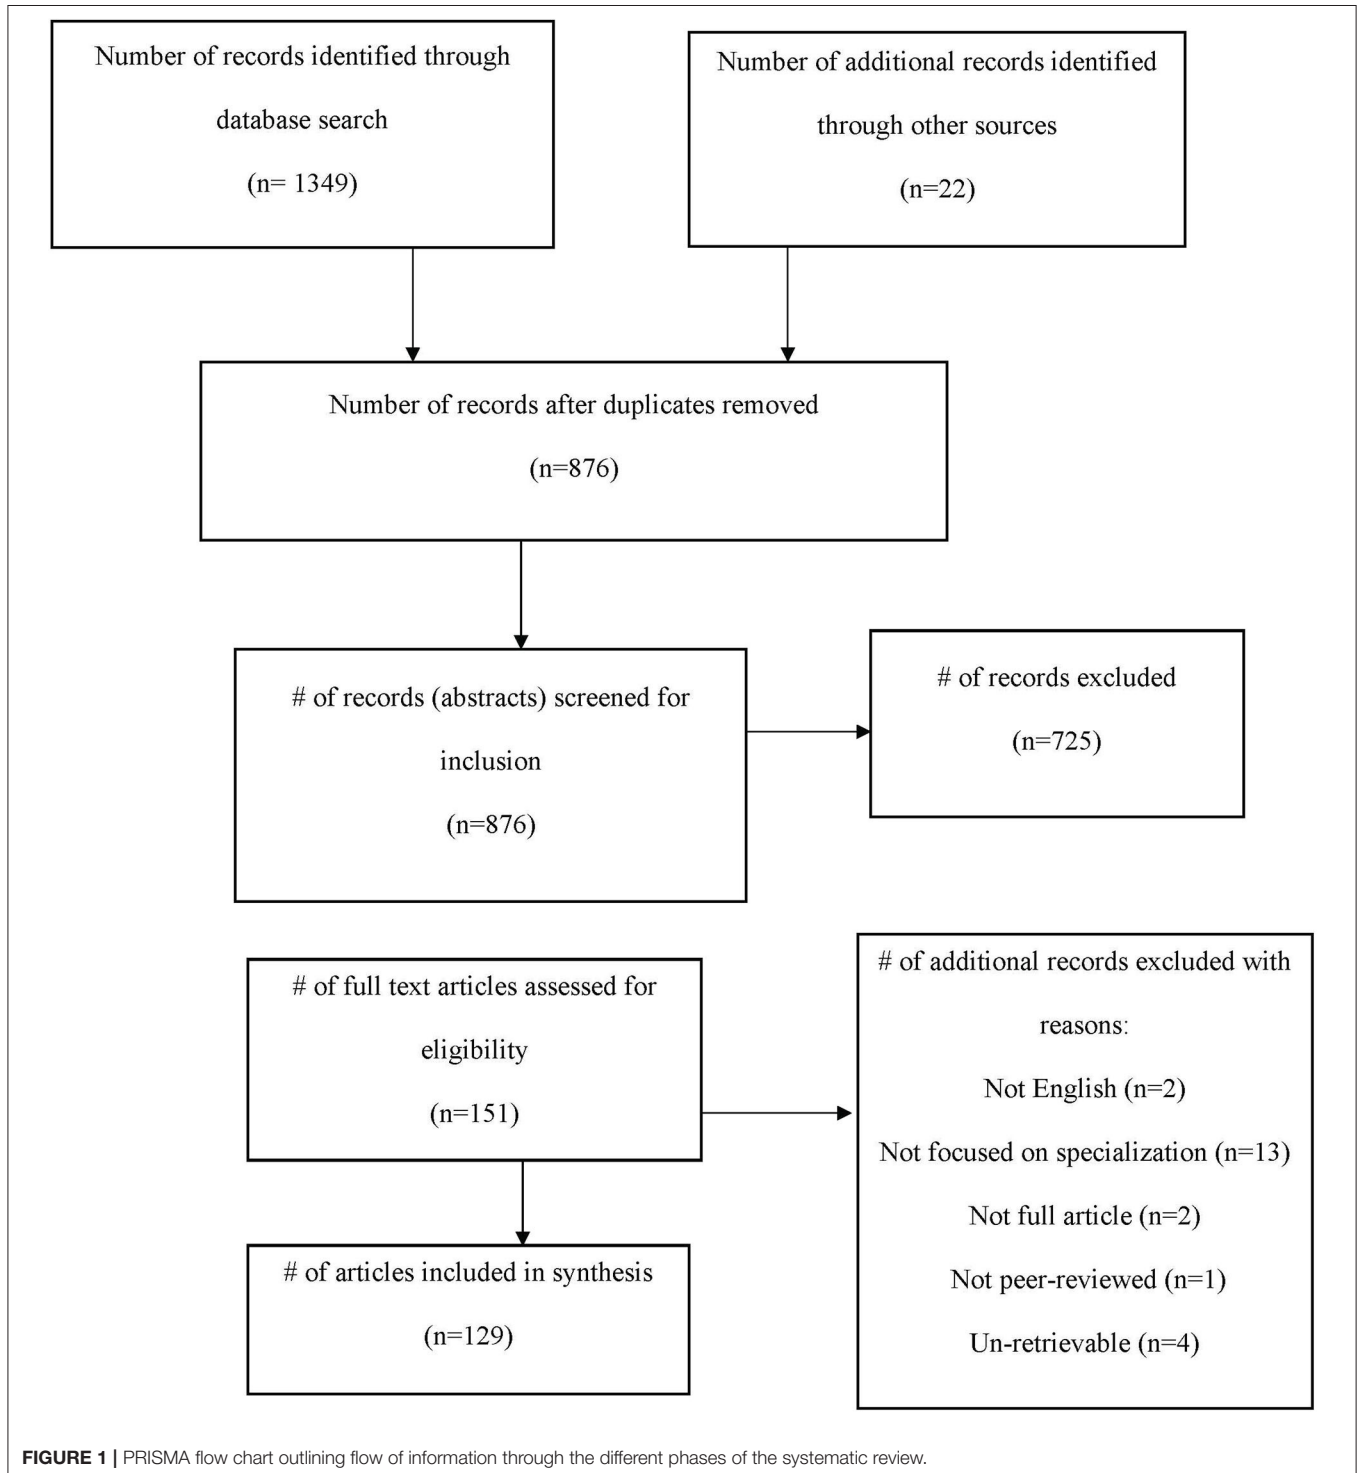 Number of records identified through
database search
(n= 1349)
Number of additional records identified
through other sources
(n=22)
Number of records after duplicates removed
(n=876)
# of records (abstracts) screened for
inclusion
(n=876)
# of records excluded
(n=725)
# of full text articles assessed for
eligibility
(n=151)
# of additional records excluded with
reasons:
Not English (n=2)
Not focused on specialization (n=13)
Not full article (n=2)
Not peer-reviewed (n=1)
Un-retrievable (n=4)
# of articles included in synthesis
(n=129)
FIGURE 1 | PRISMA flow chart outlining flow of information through the different phases of the systematic review.